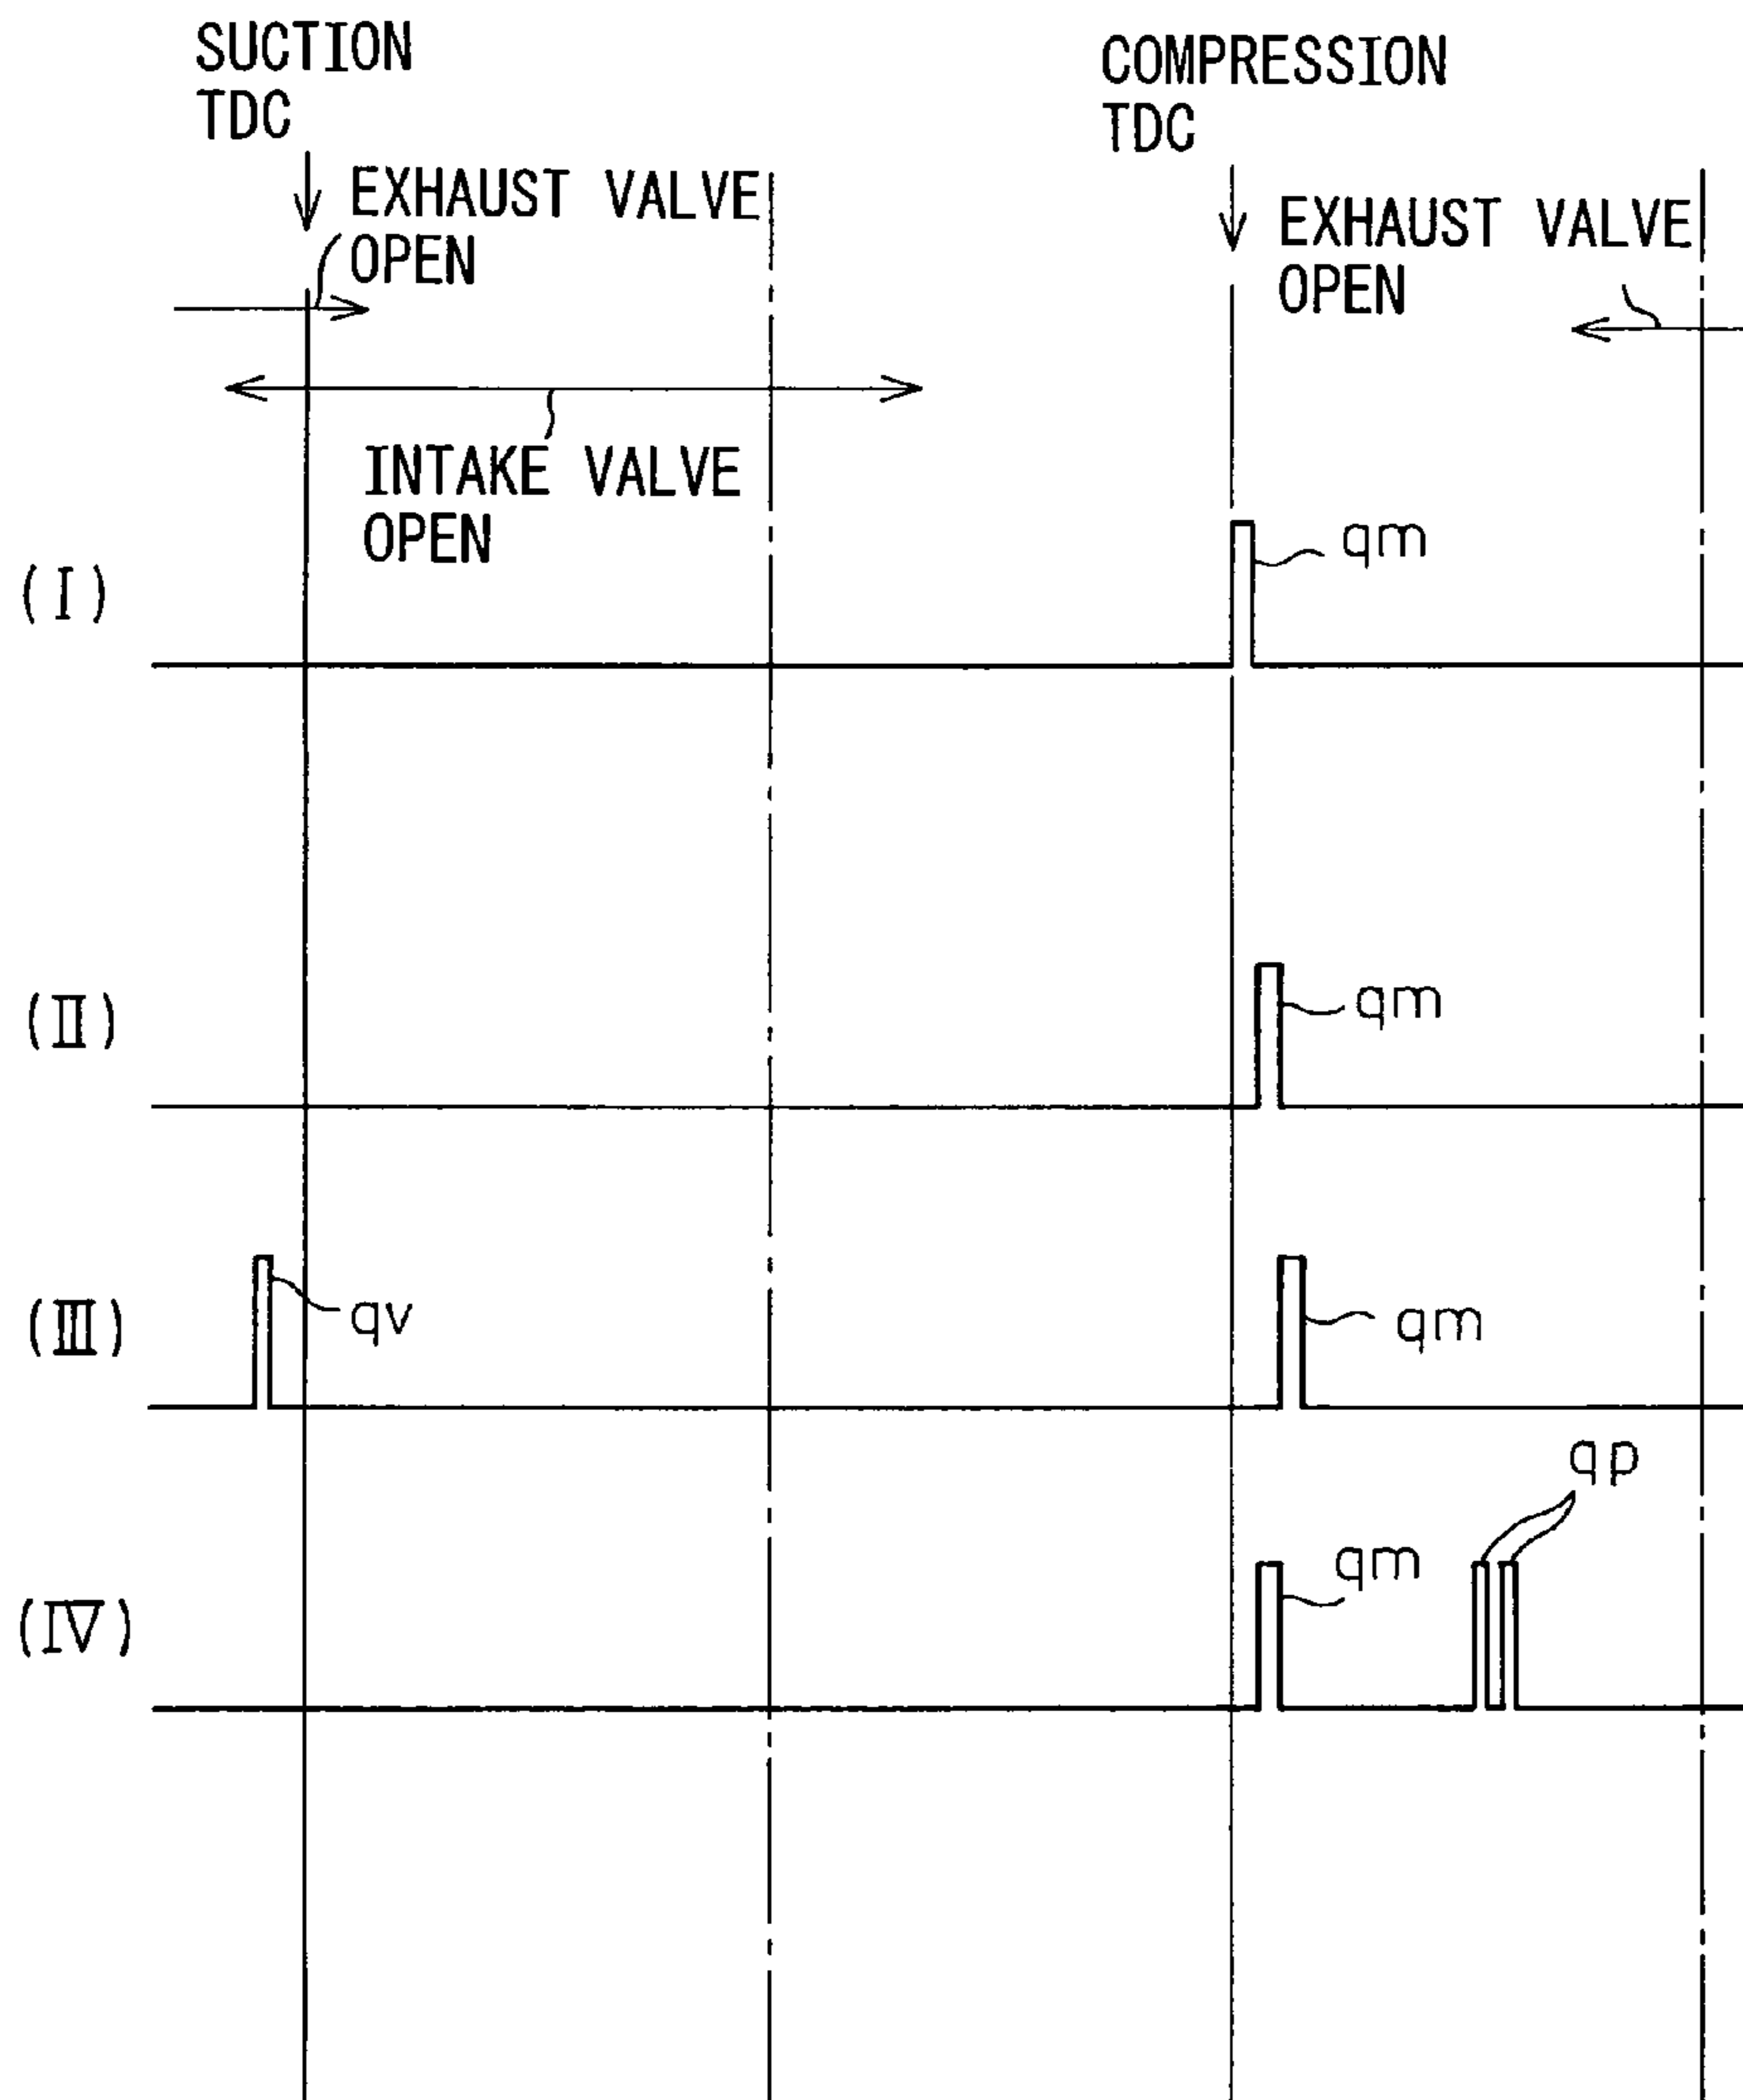 SUCTION
TDC
COMPRESSION
TDC
EXHAUST VALVE
OPEN
EXHAUST VALVE
OPEN
INTAKE VALVE
OPEN
(I)
qm
(II)
qm
(III)
qv
qm
qp
(IV)
qm